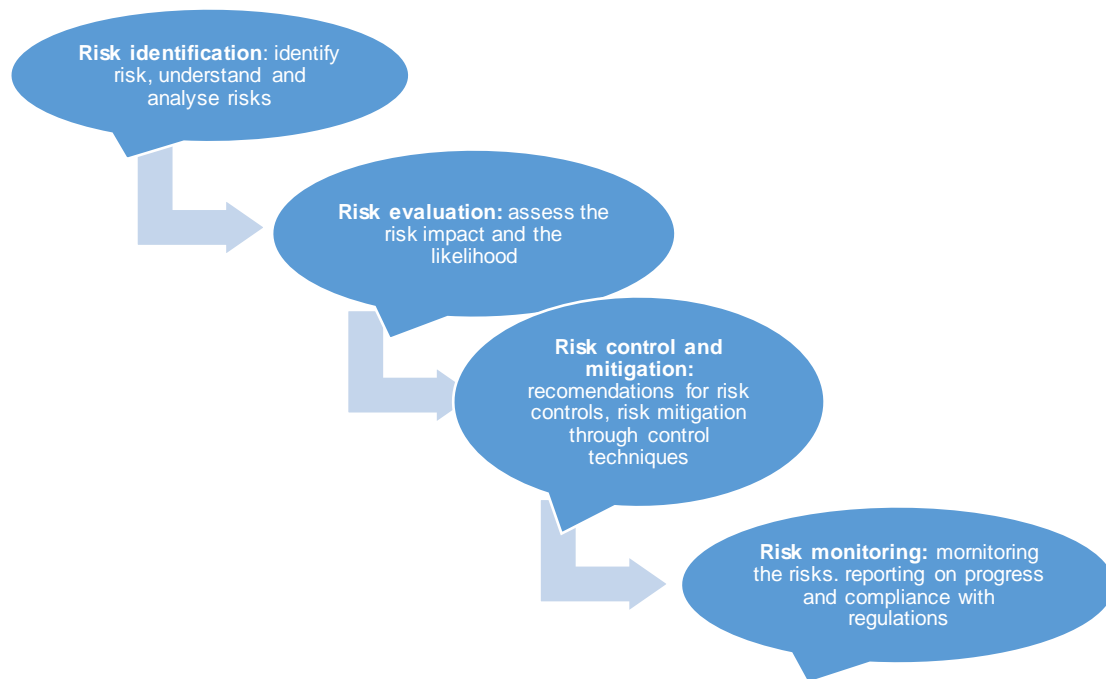 Risk identification: identify
risk, understand and
analyse risks
Risk evaluation: assess the
risk impact and the
likelihood
Risk control and
mitigation:
recomendations for risk
controls, risk mitigation
through control
techniques
Risk monitoring: mornitoring
the risks. reporting on progress
and compliance with
regulations